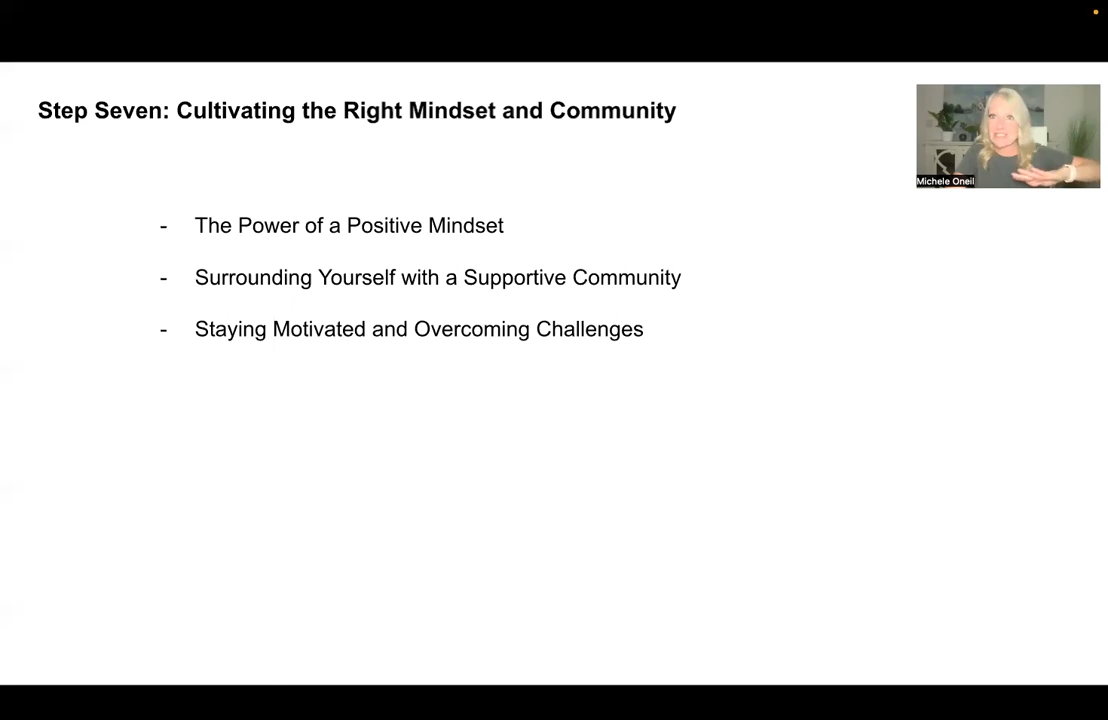 Step Seven: Cultivating the Right Mindset and Community
Michele Oneil
- The Power of a Positive Mindset
- Surrounding Yourself with a Supportive Community
- Staying Motivated and Overcoming Challenges